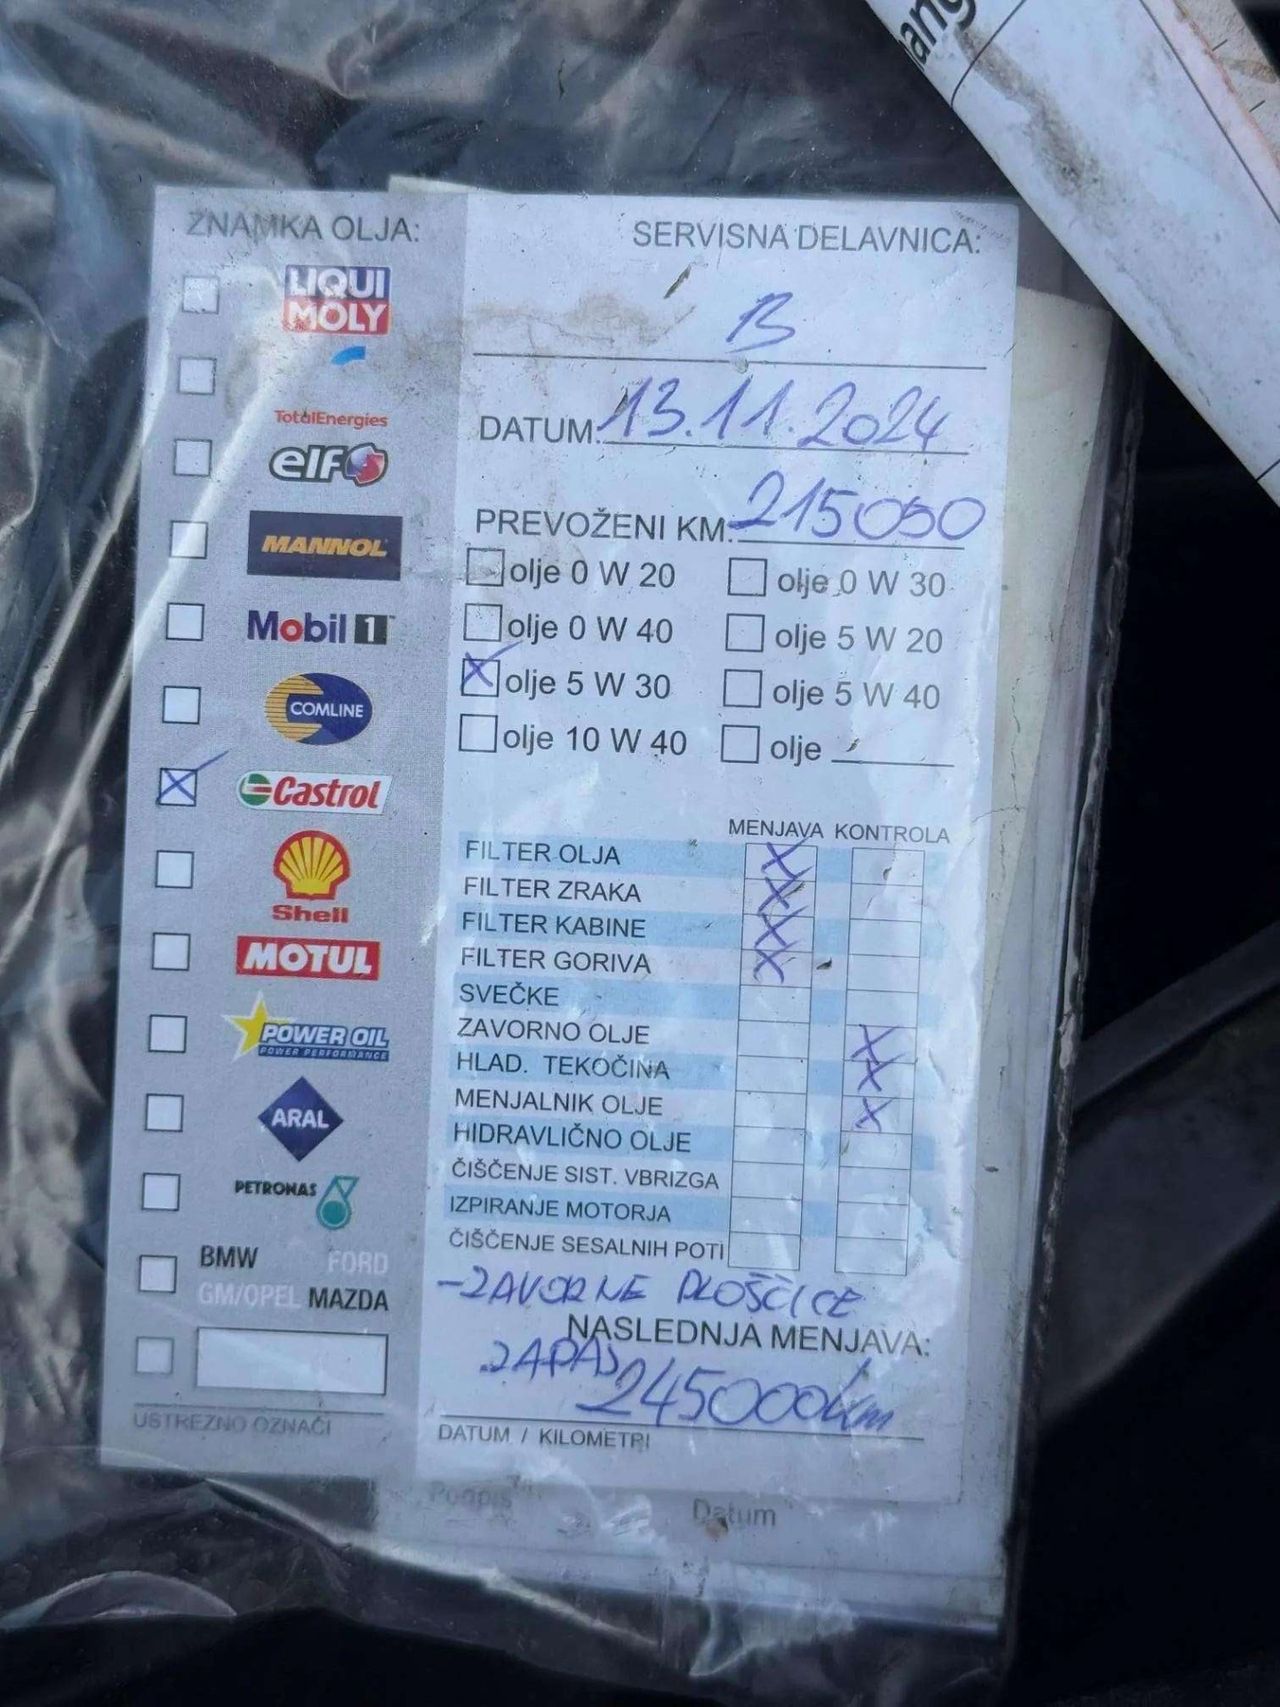 ang
ZNAMKA OLJA:
LIQUI
MOLY
TotalEnergies
elf
MANNOL
Mobil 1
COMLINE
Castrol
Shell
MOTUL
POWER OIL
POWER PERFORMANCE
ARAL
PETRONAS
BMW FORD
GM/OPEL MAZDA
USTREZNO OZNAČI
SERVISNA DELAVNICA:
B
DATUM: 13.11.2024
PREVOŽENI KM: 215050
olje 0 W 20 olje 0 W 30
olje 0 W 40 olje 5 W 20
olje 5 W 30 olje 5 W 40
olje 10 W 40 olje
MENJAVA KONTROLA
FILTER OLJA
FILTER ZRAKA
FILTER KABINE
FILTER GORIVA
SVEČKE
ZAVORNO OLJE
HLAD. TEKOČINA
MENJALNIK OLJE
HIDRAVLIČNO OLJE
ČIŠČENJE SIST. VBRIZGA
IZPIRANJE MOTORJA
ČIŠČENJE SESALNIH POTI
-ZAVORNE PLOŠČICE
NASLEDNJA MENJAVA:
ZADAJ 245000km
DATUM / KILOMETRI
Podpis Datum